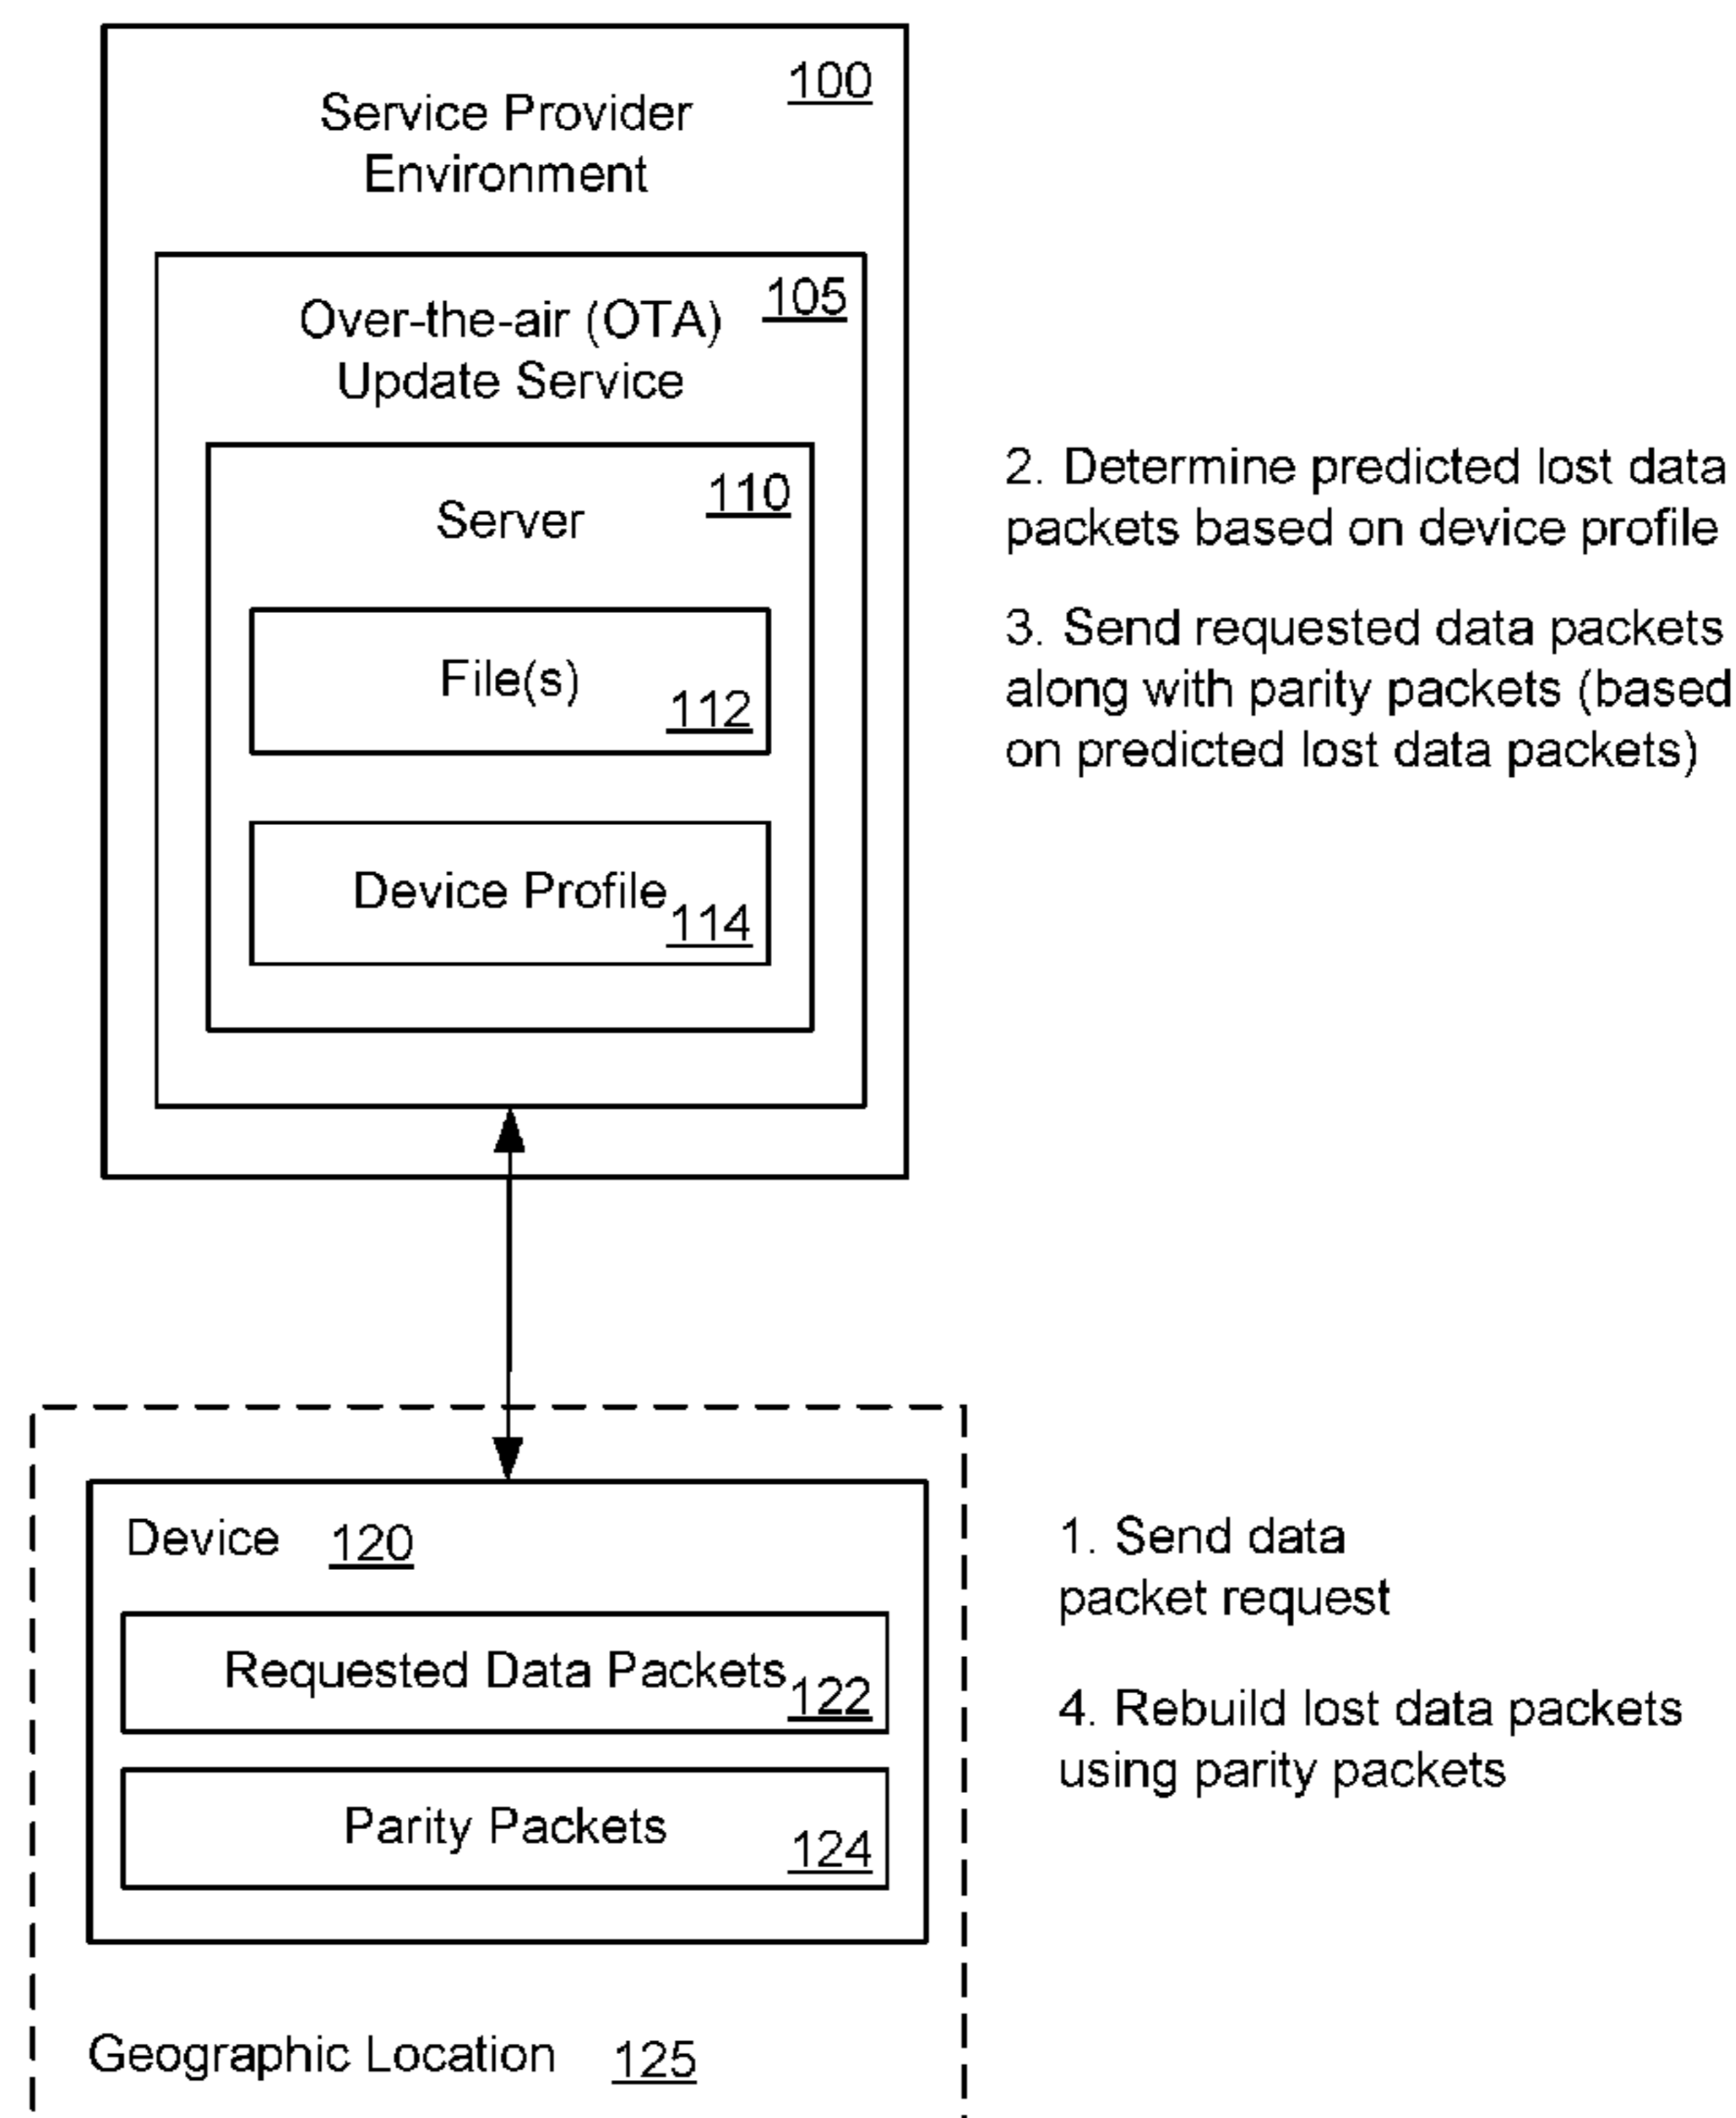 100
Service Provider
Environment
105
Over-the-air (OTA)
Update Service
110
Server
File(s)
112
Device Profile
114
2. Determine predicted lost data
packets based on device profile
3. Send requested data packets
along with parity packets (based
on predicted lost data packets)
Device 120
Requested Data Packets
122
Parity Packets
124
Geographic Location 125
1. Send data
packet request
4. Rebuild lost data packets
using parity packets